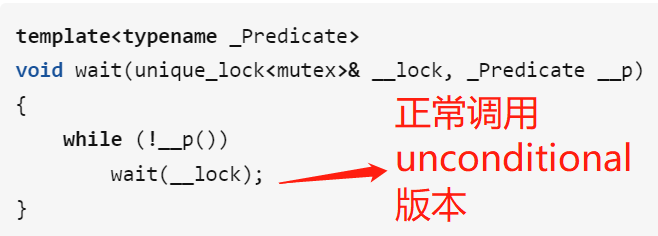 template<typename _Predicate>
void wait(unique_lock<mutex>& __lock, _Predicate __p)
{
    while (!__p())
        wait(__lock);
}
正常调用
unconditional
版本